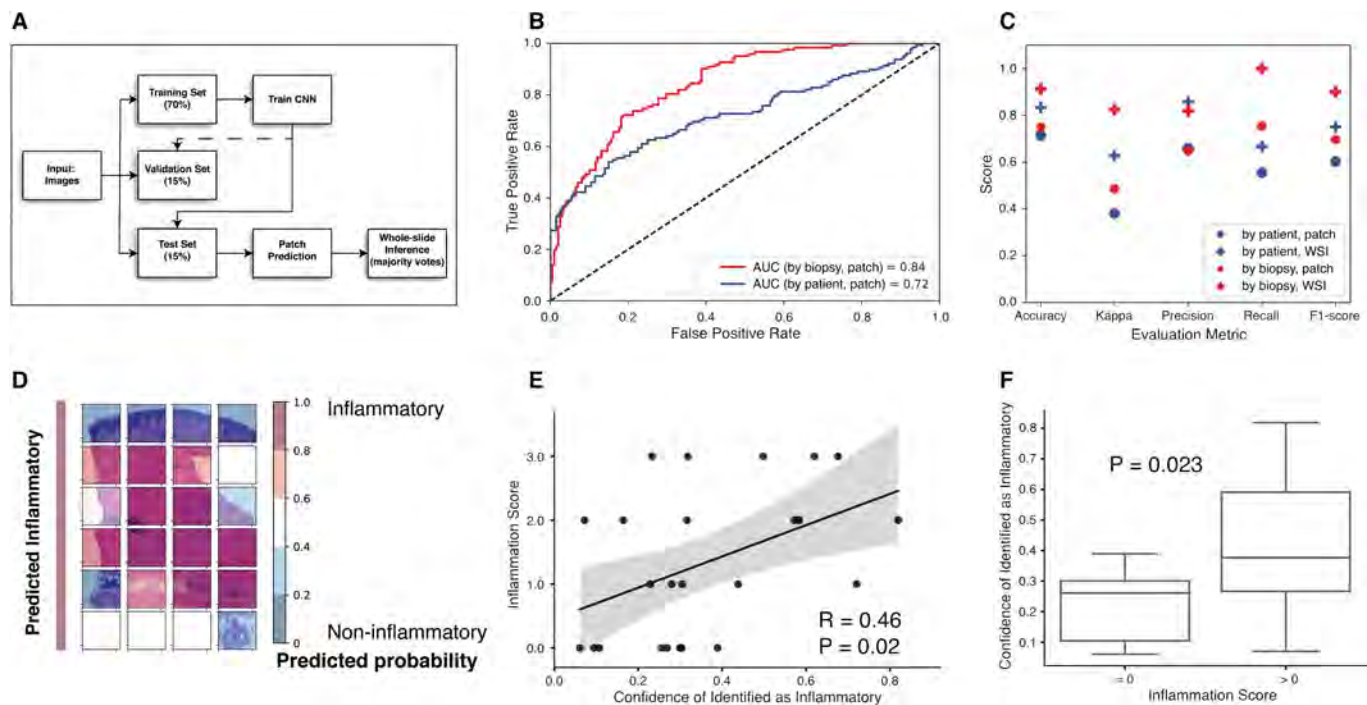 A
Input:
Images
Training Set
(70%)
Train CNN
Validation Set
(15%)
Test Set
(15%)
Patch
Prediction
Whole-slide
Inference
(majority votes)
B
True Positive Rate
1.0
0.8
0.6
0.4
0.2
0.0
AUC (by biopsy, patch) = 0.84
AUC (by patient, patch) = 0.72
0.0 0.2 0.4 0.6 0.8 1.0
False Positive Rate
C
Score
1.0
0.8
0.6
0.4
0.2
0.0
by patient, patch
by patient, WSI
by biopsy, patch
by biopsy, WSI
Accuracy Kappa Precision Recall F1-score
Evaluation Metric
D
Predicted Inflammatory
1.0
0.8
0.6
0.4
0.2
0
Inflammatory
Non-inflammatory
Predicted probability
E
Inflammation Score
3.0
2.0
1.0
0.0
R = 0.46
P = 0.02
0.0 0.2 0.4 0.6 0.8
Confidence of Identified as Inflammatory
F
Confidence of Identified as Inflammatory
0.8
0.7
0.6
0.5
0.4
0.3
0.2
0.1
P = 0.023
= 0 > 0
Inflammation Score